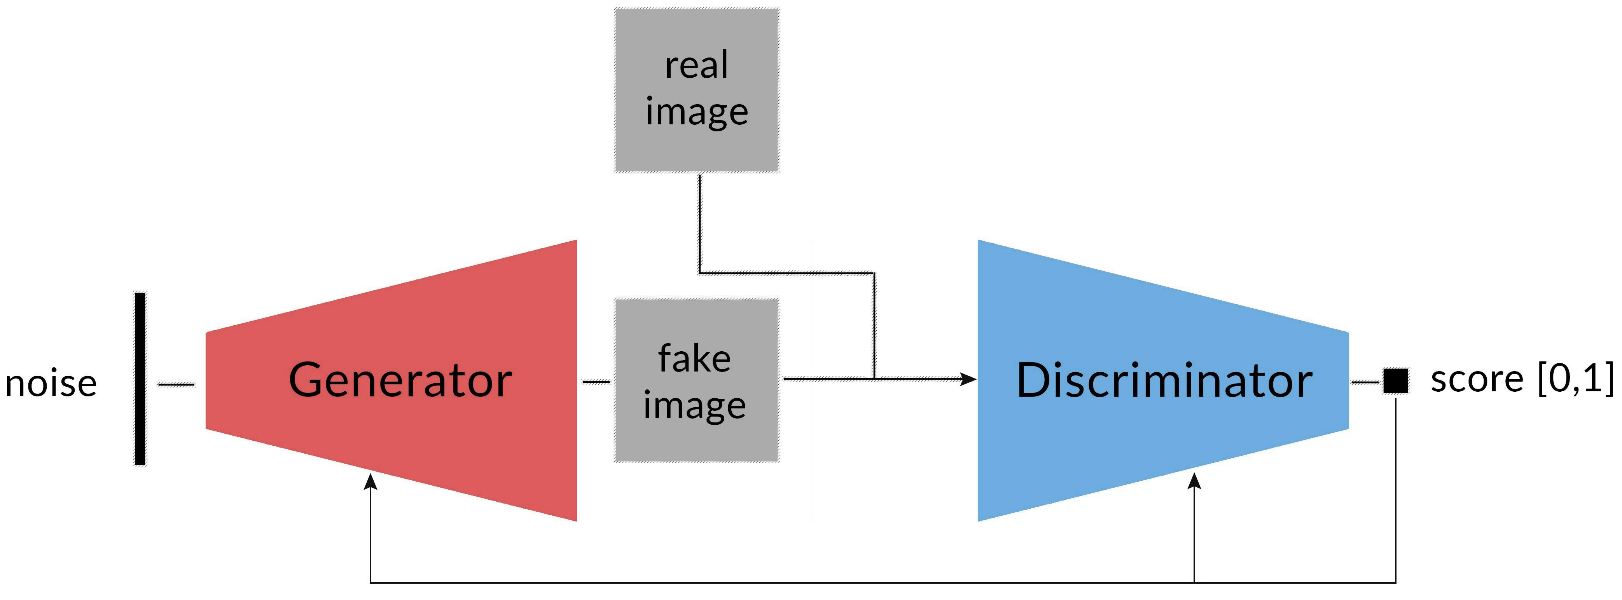 real
image
noise
Generator
fake
image
Discriminator
score [0,1]